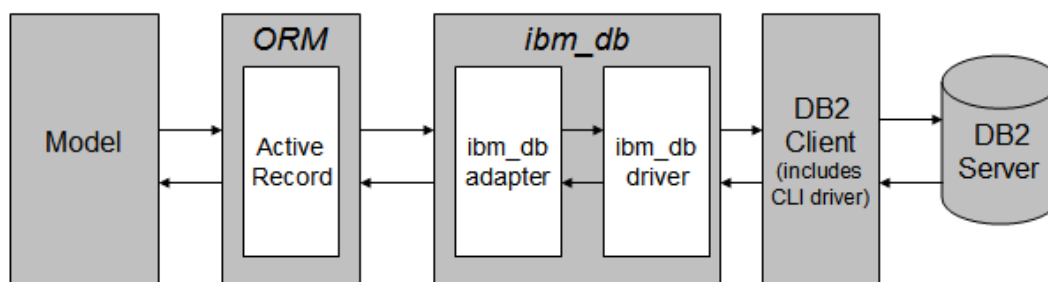 Model
ORM
Active
Record
ibm_db
ibm_db
adapter
ibm_db
driver
DB2
Client
(includes
CLI driver)
DB2
Server